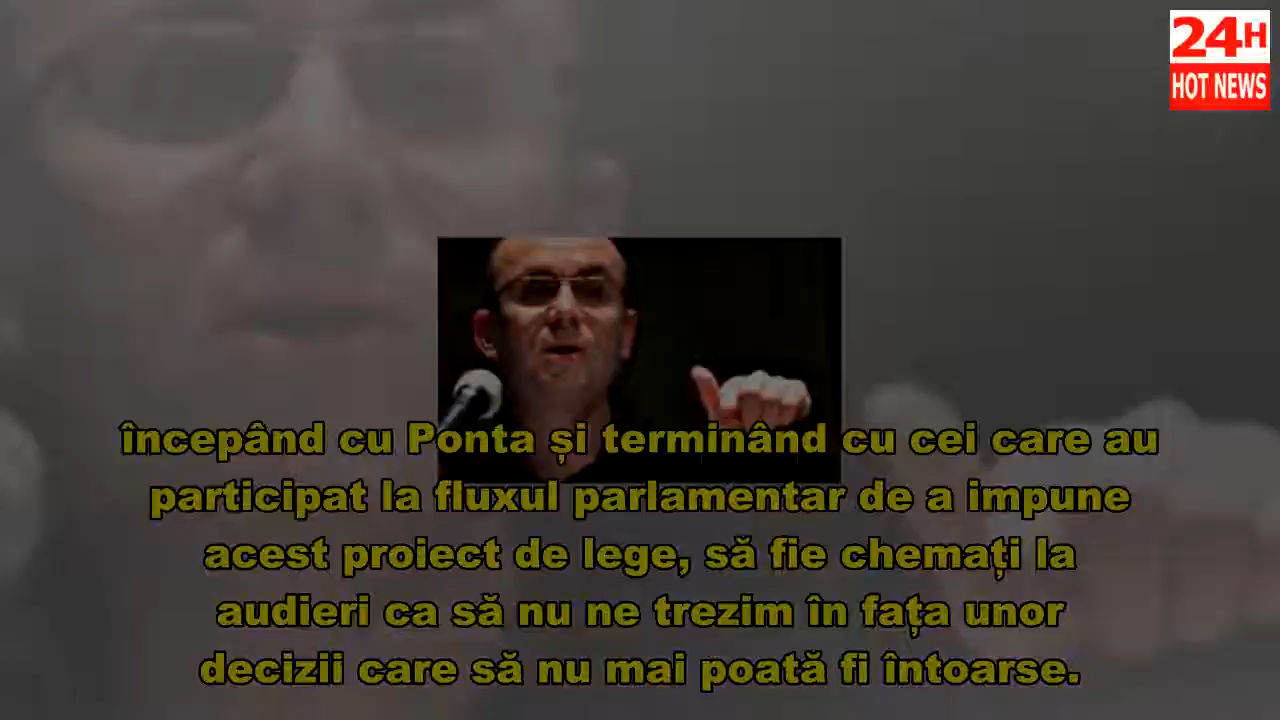 24H
HOT NEWS
începând cu Ponta și terminând cu cei care au
participat la fluxul parlamentar de a impune
acest proiect de lege, să fie chemați la
audieri ca să nu ne trezim în fața unor
decizii care să nu mai poată fi întoarse.